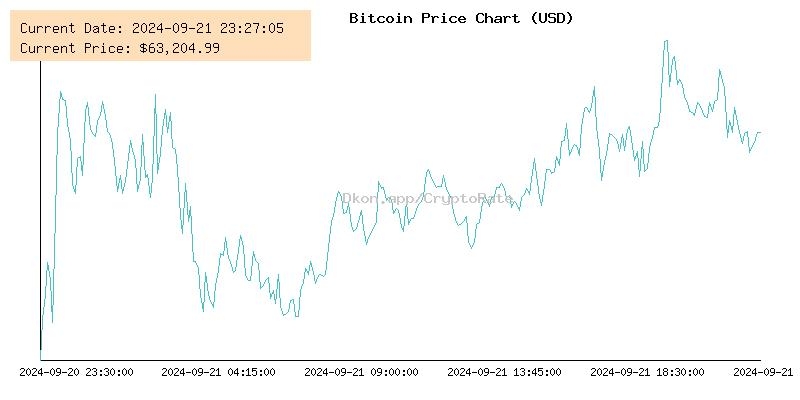 Bitcoin Price Chart (USD)
Current Date: 2024-09-21 23:27:05
Current Price: $63,204.99
Dkon.app/CryptoRate
2024-09-20 23:30:00
2024-09-21 04:15:00
2024-09-21 09:00:00
2024-09-21 13:45:00
2024-09-21 18:30:00
2024-09-21